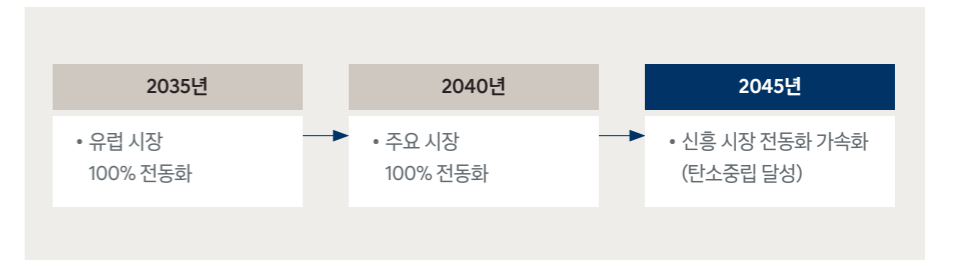 2035년
• 유럽 시장
100% 전동화
2040년
• 주요 시장
100% 전동화
2045년
• 신흥 시장 전동화 가속화
(탄소중립 달성)